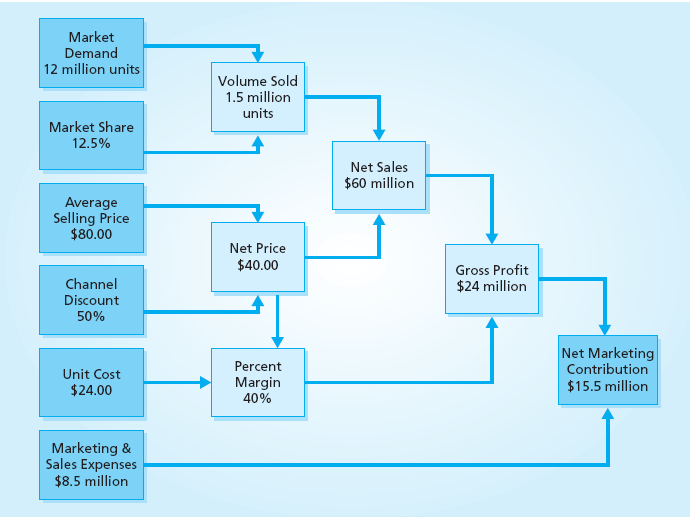 Market
Demand
12 million units
Volume Sold
1.5 million
units
Market Share
12.5%
Net Sales
$60 million
Average
Selling Price
$80.00
Net Price
$40.00
Gross Profit
$24 million
Channel
Discount
50%
Net Marketing
Contribution
$15.5 million
Unit Cost
$24.00
Percent
Margin
40%
Marketing &
Sales Expenses
$8.5 million